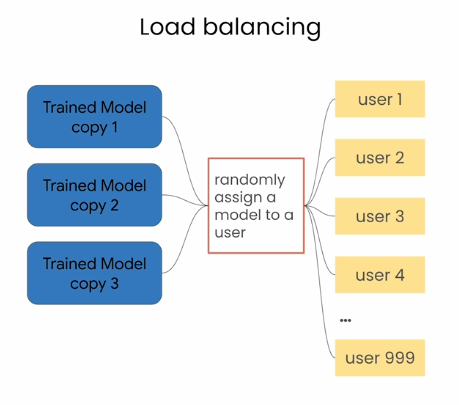 Load balancing
Trained Model
copy 1
Trained Model
copy 2
Trained Model
copy 3
randomly
assign a
model to a
user
user 1
user 2
user 3
user 4
...
user 999